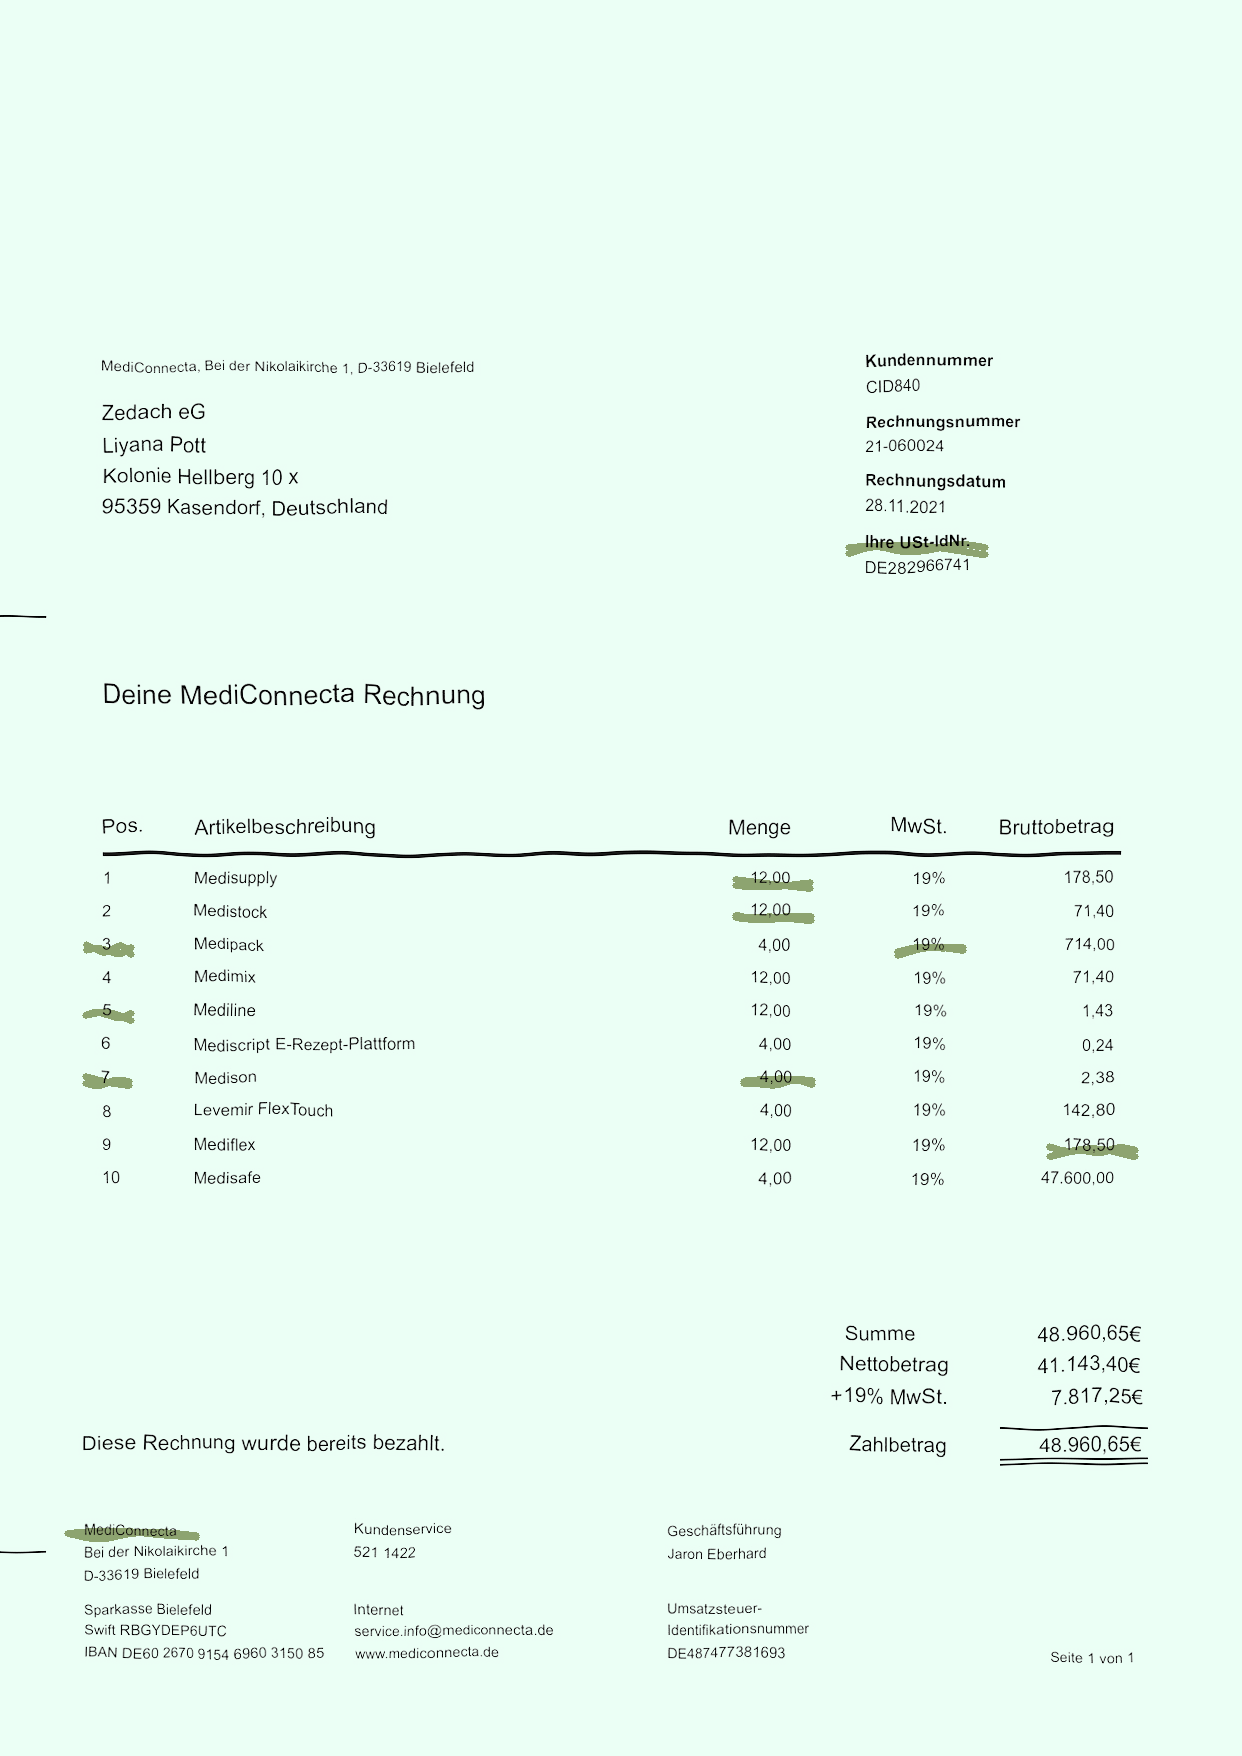 MediConnecta, Bei der Nikolaikirche 1, D-33619 Bielefeld
Zedach eG
Liyana Pott
Kolonie Hellberg 10 x
95359 Kasendorf, Deutschland
Kundennummer
CID840
Rechnungsnummer
21-060024
Rechnungsdatum
28.11.2021
Ihre USt-IdNr.
DE282966741
Deine MediConnecta Rechnung
Pos. Artikelbeschreibung Menge MwSt. Bruttobetrag
1 Medisupply 12,00 19% 178,50
2 Medistock 12,00 19% 71,40
3 Medipack 4,00 19% 714,00
4 Medimix 12,00 19% 71,40
5 Mediline 12,00 19% 1,43
6 Mediscript E-Rezept-Plattform 4,00 19% 0,24
7 Medison 4,00 19% 2,38
8 Levemir FlexTouch 4,00 19% 142,80
9 Mediflex 12,00 19% 178,50
10 Medisafe 4,00 19% 47.600,00
Summe 48.960,65€
Nettobetrag 41.143,40€
+19% MwSt. 7.817,25€
Diese Rechnung wurde bereits bezahlt. Zahlbetrag 48.960,65€
MediConnecta
Bei der Nikolaikirche 1
D-33619 Bielefeld
Kundenservice
521 1422
Geschäftsführung
Jaron Eberhard
Sparkasse Bielefeld
Swift RBGYDEP6UTC
IBAN DE60 2670 9154 6960 3150 85
Internet
service.info@mediconnecta.de
www.mediconnecta.de
Umsatzsteuer-
Identifikationsnummer
DE487477381693
Seite 1 von 1